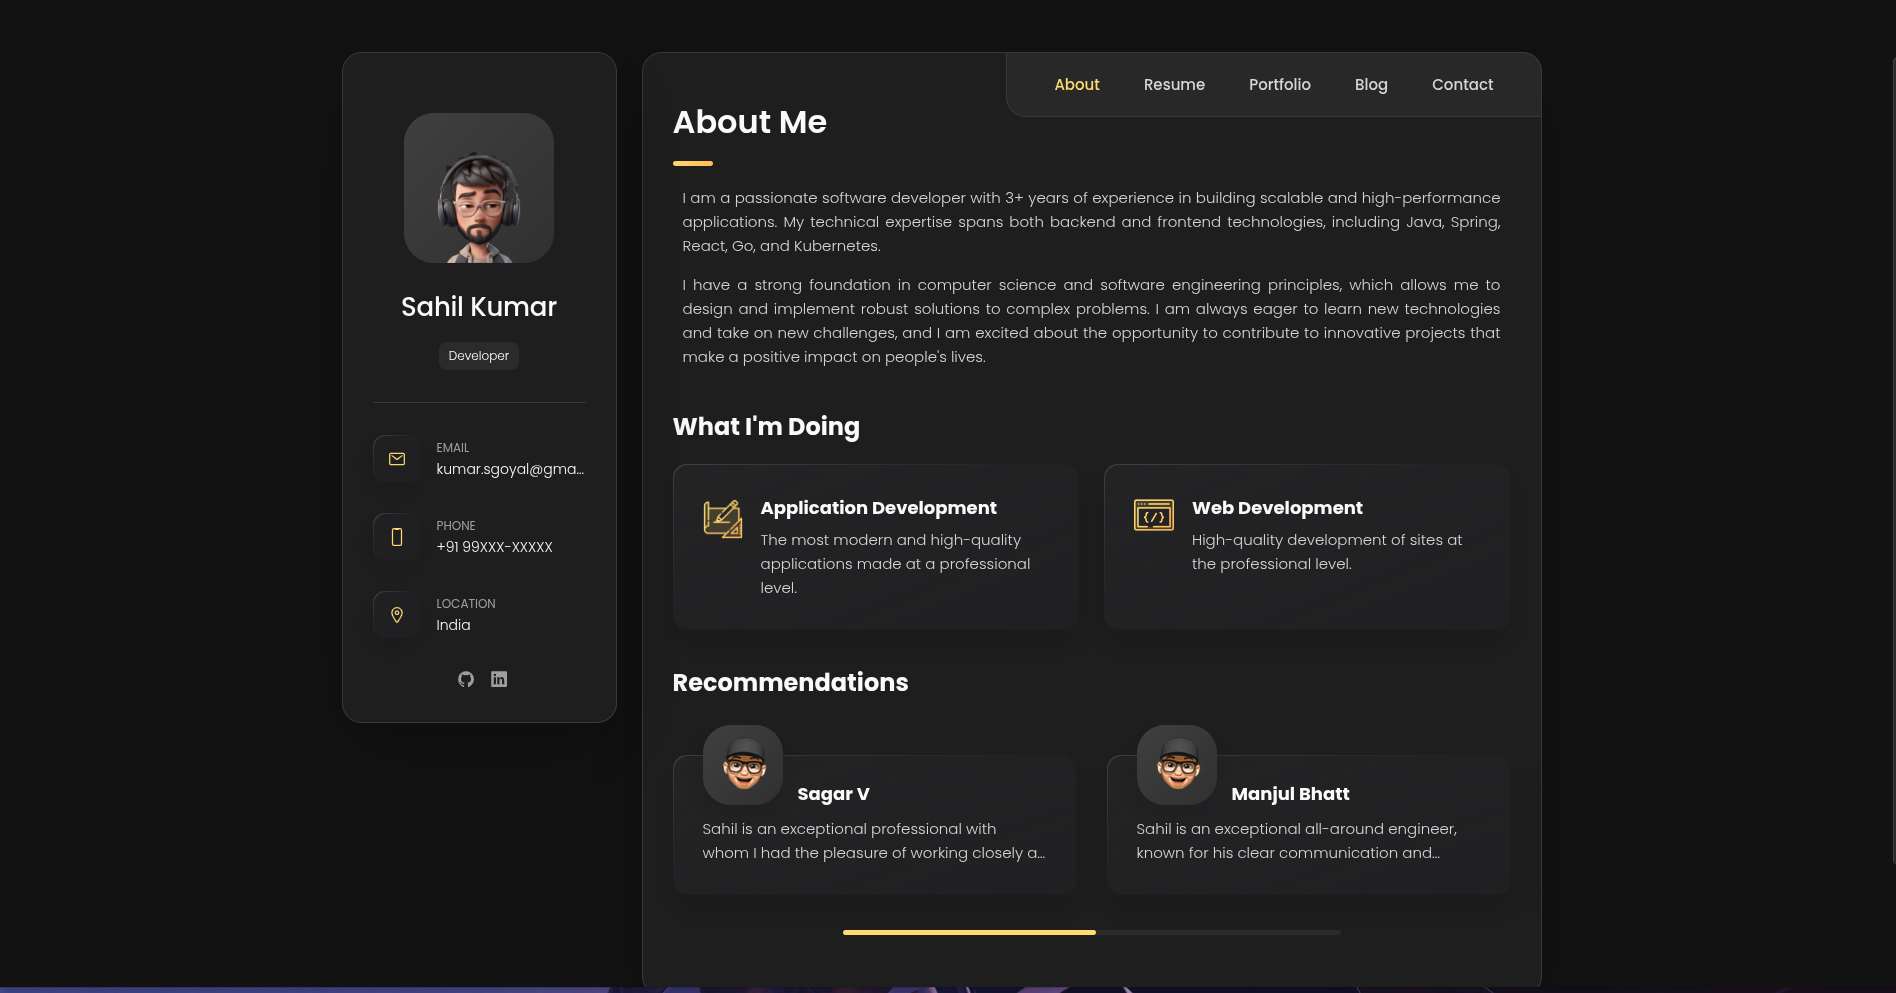 Sahil Kumar
Developer
EMAIL
kumar.sgoyal@gma...
PHONE
+91 99XXX-XXXXX
LOCATION
India
About Resume Portfolio Blog Contact
About Me
I am a passionate software developer with 3+ years of experience in building scalable and high-performance
applications. My technical expertise spans both backend and frontend technologies, including Java, Spring,
React, Go, and Kubernetes.
I have a strong foundation in computer science and software engineering principles, which allows me to
design and implement robust solutions to complex problems. I am always eager to learn new technologies
and take on new challenges, and I am excited about the opportunity to contribute to innovative projects that
make a positive impact on people's lives.
What I'm Doing
Application Development
The most modern and high-quality
applications made at a professional
level.
Web Development
High-quality development of sites at
the professional level.
Recommendations
Sagar V
Sahil is an exceptional professional with
whom I had the pleasure of working closely a...
Manjul Bhatt
Sahil is an exceptional all-around engineer,
known for his clear communication and...